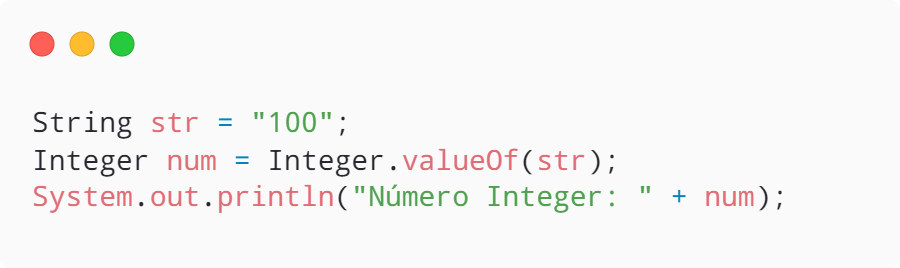 String str = "100";
Integer num = Integer.valueOf(str);
System.out.println("Número Integer: " + num);